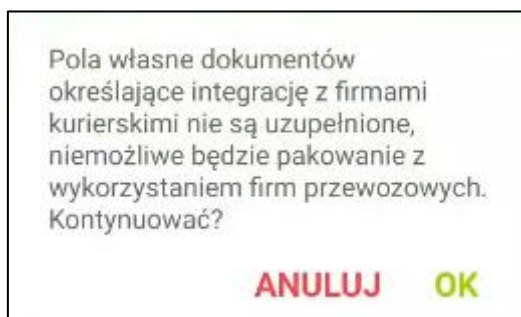 Pola własne dokumentów
określające integrację z firmami
kurierskimi nie są uzupełnione,
niemożliwe będzie pakowanie z
wykorzystaniem firm przewozowych.
Kontynuować?
ANULUJ OK